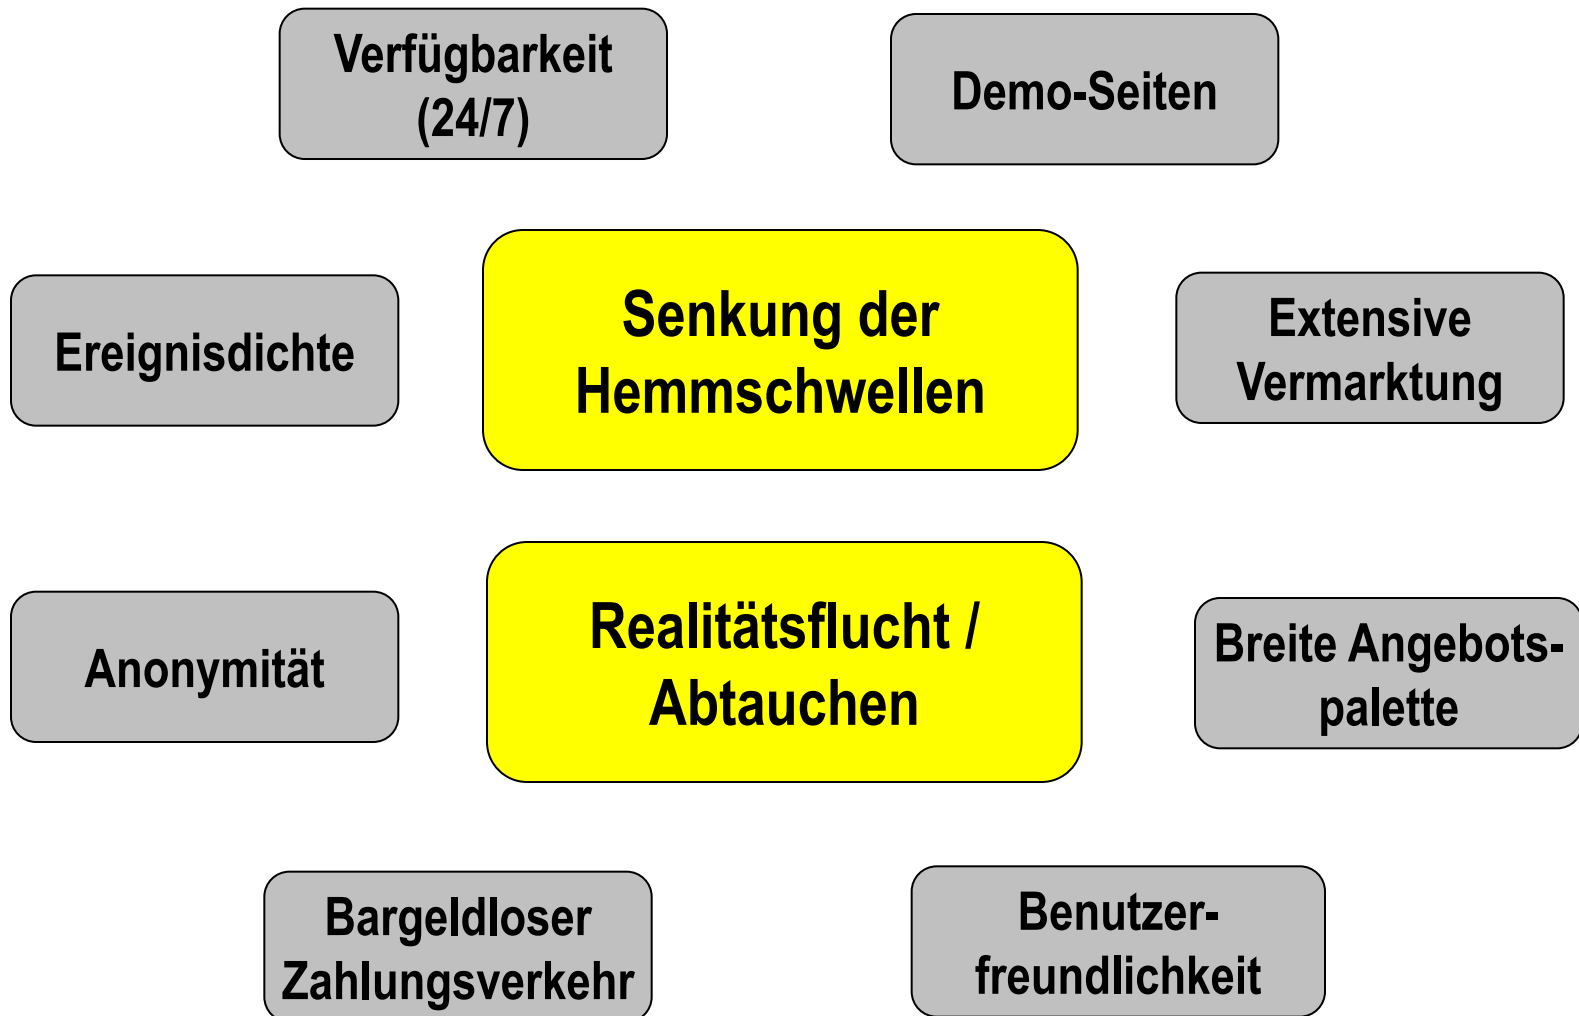 Verfügbarkeit
(24/7)
Demo-Seiten
Senkung der
Hemmschwellen
Ereignisdichte
Extensive
Vermarktung
Realitätsflucht /
Abtauchen
Anonymität
Breite Angebots-
palette
Bargeldloser
Zahlungsverkehr
Benutzer-
freundlichkeit